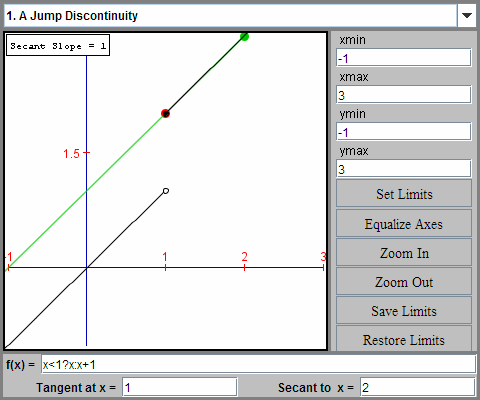 1. A Jump Discontinuity
Secant Slope = 1
1.5
-1 1 2 3
xmin
-1
xmax
3
ymin
-1
ymax
3
Set Limits
Equalize Axes
Zoom In
Zoom Out
Save Limits
Restore Limits
f(x) = x<1?x:x+1
Tangent at x = 1 Secant to x = 2